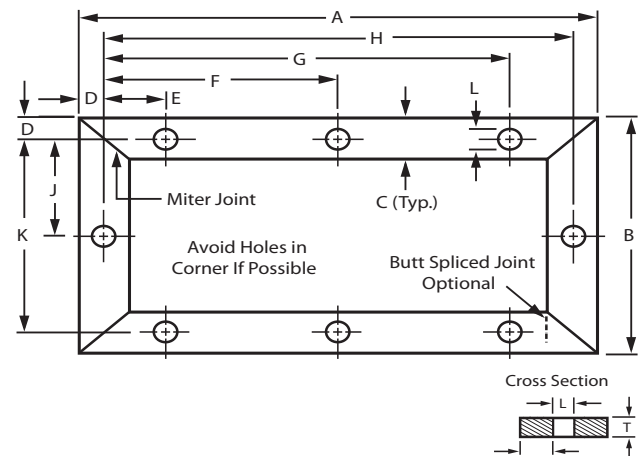 A
H
G
F
D
E
L
D
J
Miter Joint
C (Typ.)
K
B
Avoid Holes in
Corner If Possible
Butt Spliced Joint
Optional
Cross Section
L
T